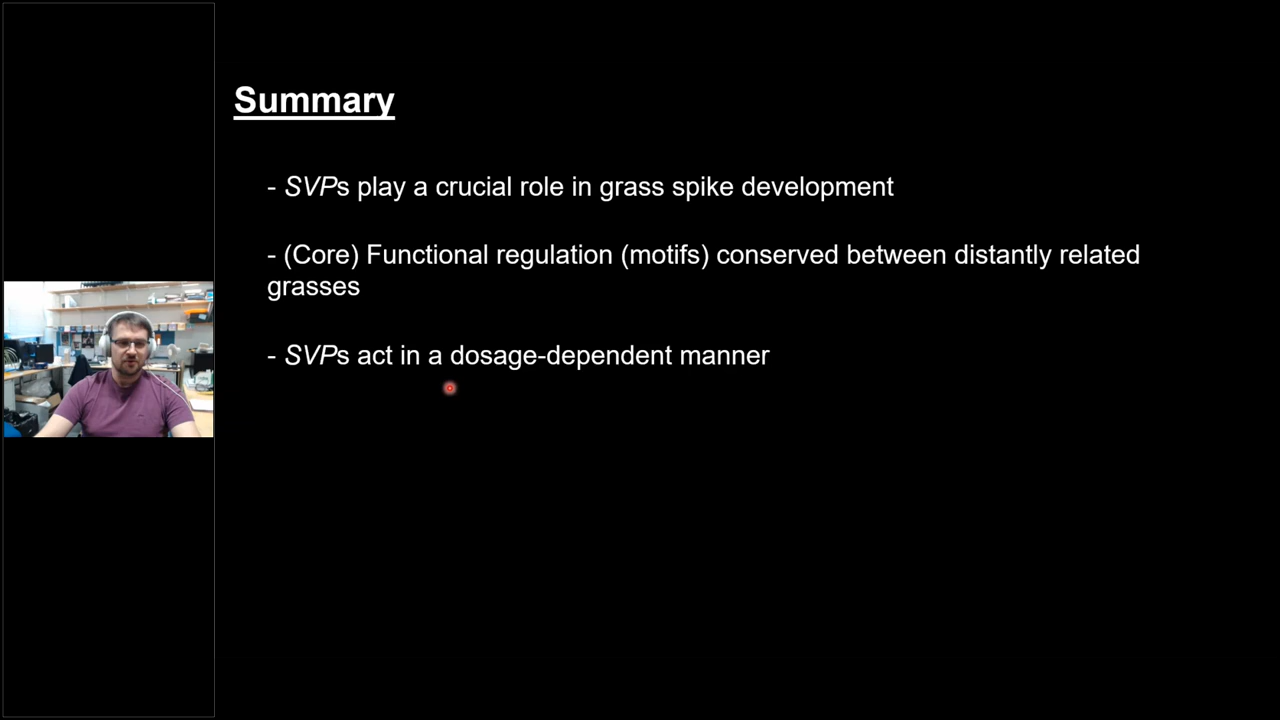 Summary
- SVPs play a crucial role in grass spike development
- (Core) Functional regulation (motifs) conserved between distantly related
grasses
- SVPs act in a dosage-dependent manner